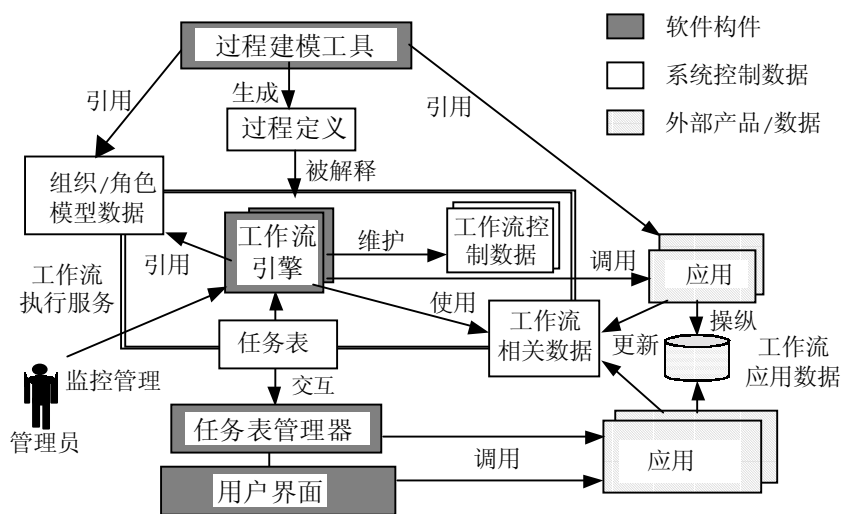 过程建模工具
软件构件
系统控制数据
外部产品/数据
引用
生成
引用
过程定义
被解释
组织/角色
模型数据
工作流
引擎
维护
工作流控
制数据
引用
调用
应用
工作流
执行服务
使用
任务表
工作流
相关数据
更新
操纵
工作流
应用数据
监控管理
交互
管理员
任务表管理器
调用
应用
用户界面